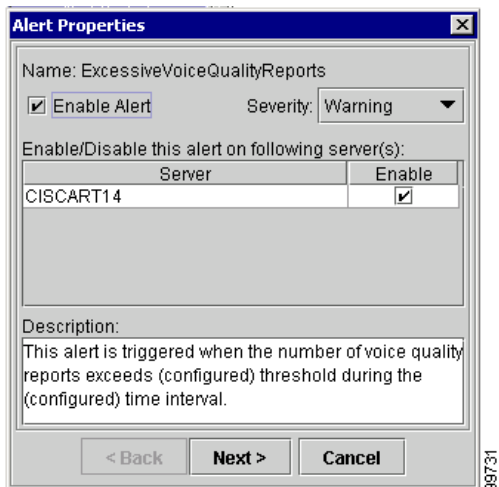 Alert Properties
Name: ExcessiveVoiceQualityReports
Enable Alert
Severity: Warning
Enable/Disable this alert on following server(s):
Server Enable
CISCART14
Description:
This alert is triggered when the number of voice quality
reports exceeds (configured) threshold during the
(configured) time interval.
< Back Next > Cancel